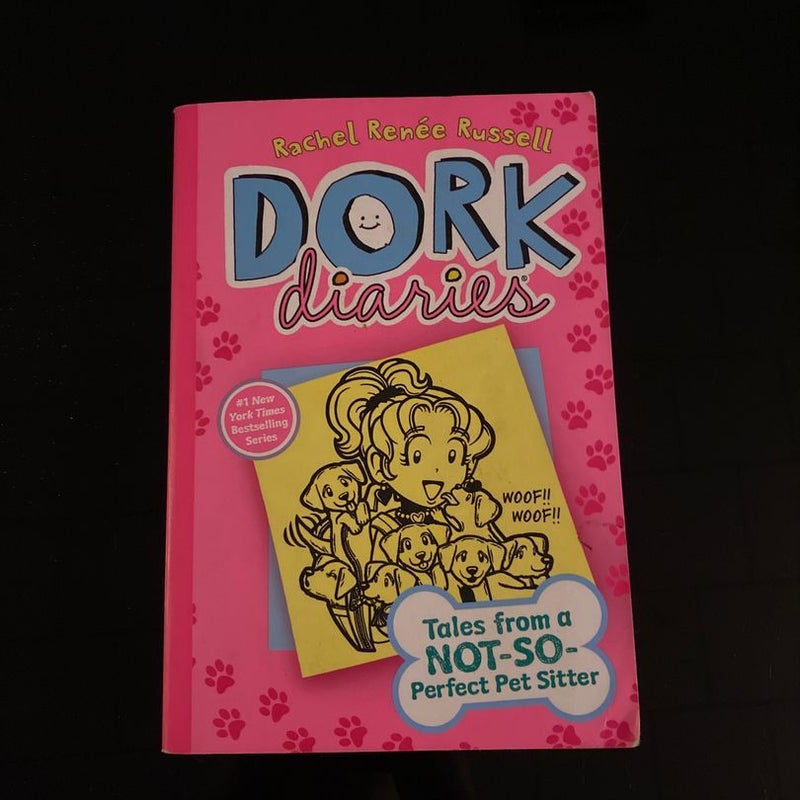 Rachel Renée Russell
DORK
diaries®
#1 New
York Times
Bestselling
Series
WOOF!!
WOOF!!
Tales from a
NOT-SO-
Perfect Pet Sitter